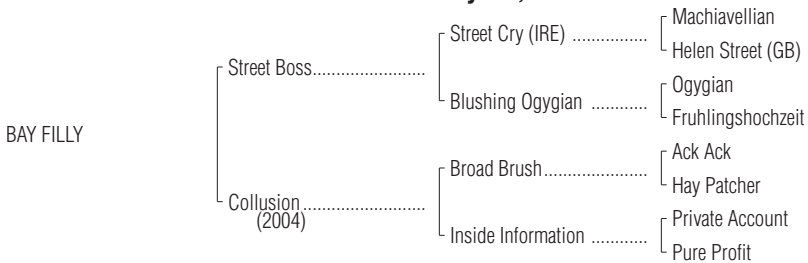 Machiavellian
Street Cry (IRE) ................
Helen Street (GB)
Street Boss........................
Ogygian
Blushing Ogygian ............
Fruhlingshochzeit
BAY FILLY
Ack Ack
Broad Brush......................
Hay Patcher
Collusion..........................
(2004)
Private Account
Inside Information ............
Pure Profit